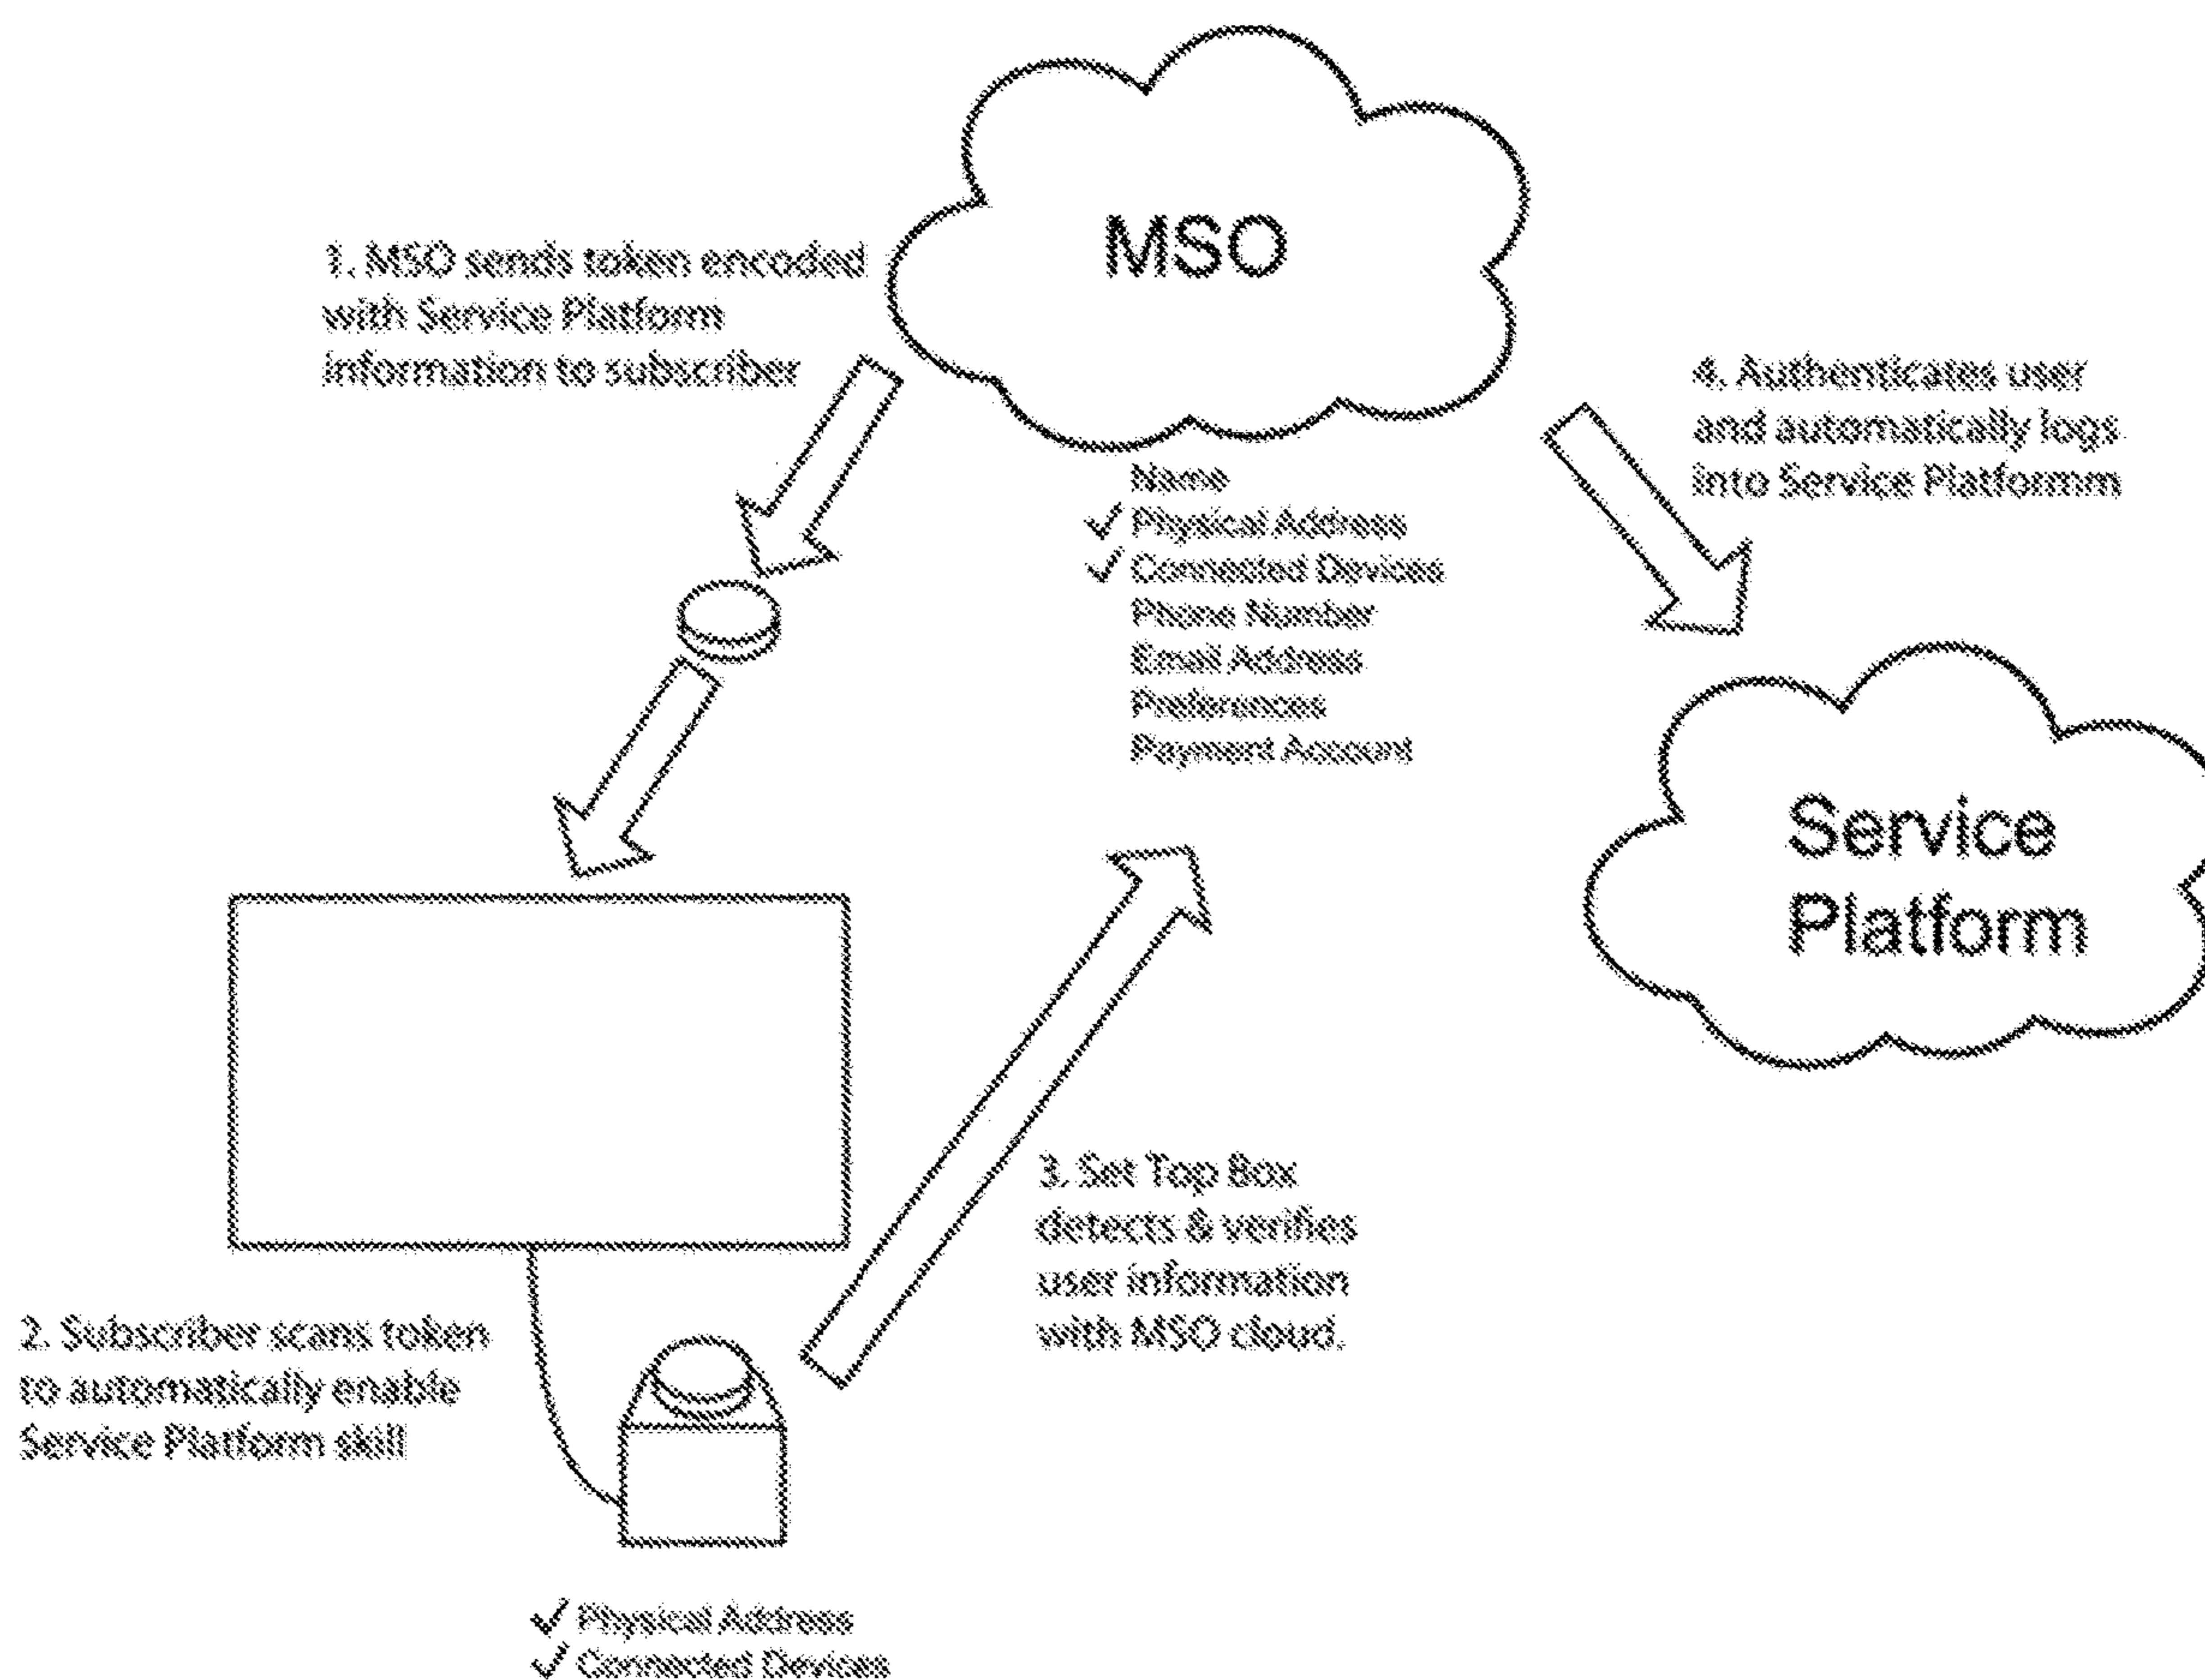 MSO
1. MSO sends token encoded
with Service Platform
information to subscriber
4. Authenticates user
and automatically logs
into Service Platformm
Name
✓ Physical Address
✓ Connected Devices
Phone Number
Email Address
Preferences
Payment Account
Service
Platform
3. Set Top Box
detects & verifies
user information
with MSO cloud.
2. Subscriber scans token
to automatically enable
Service Platform skill
✓ Physical Address
✓ Connected Devices